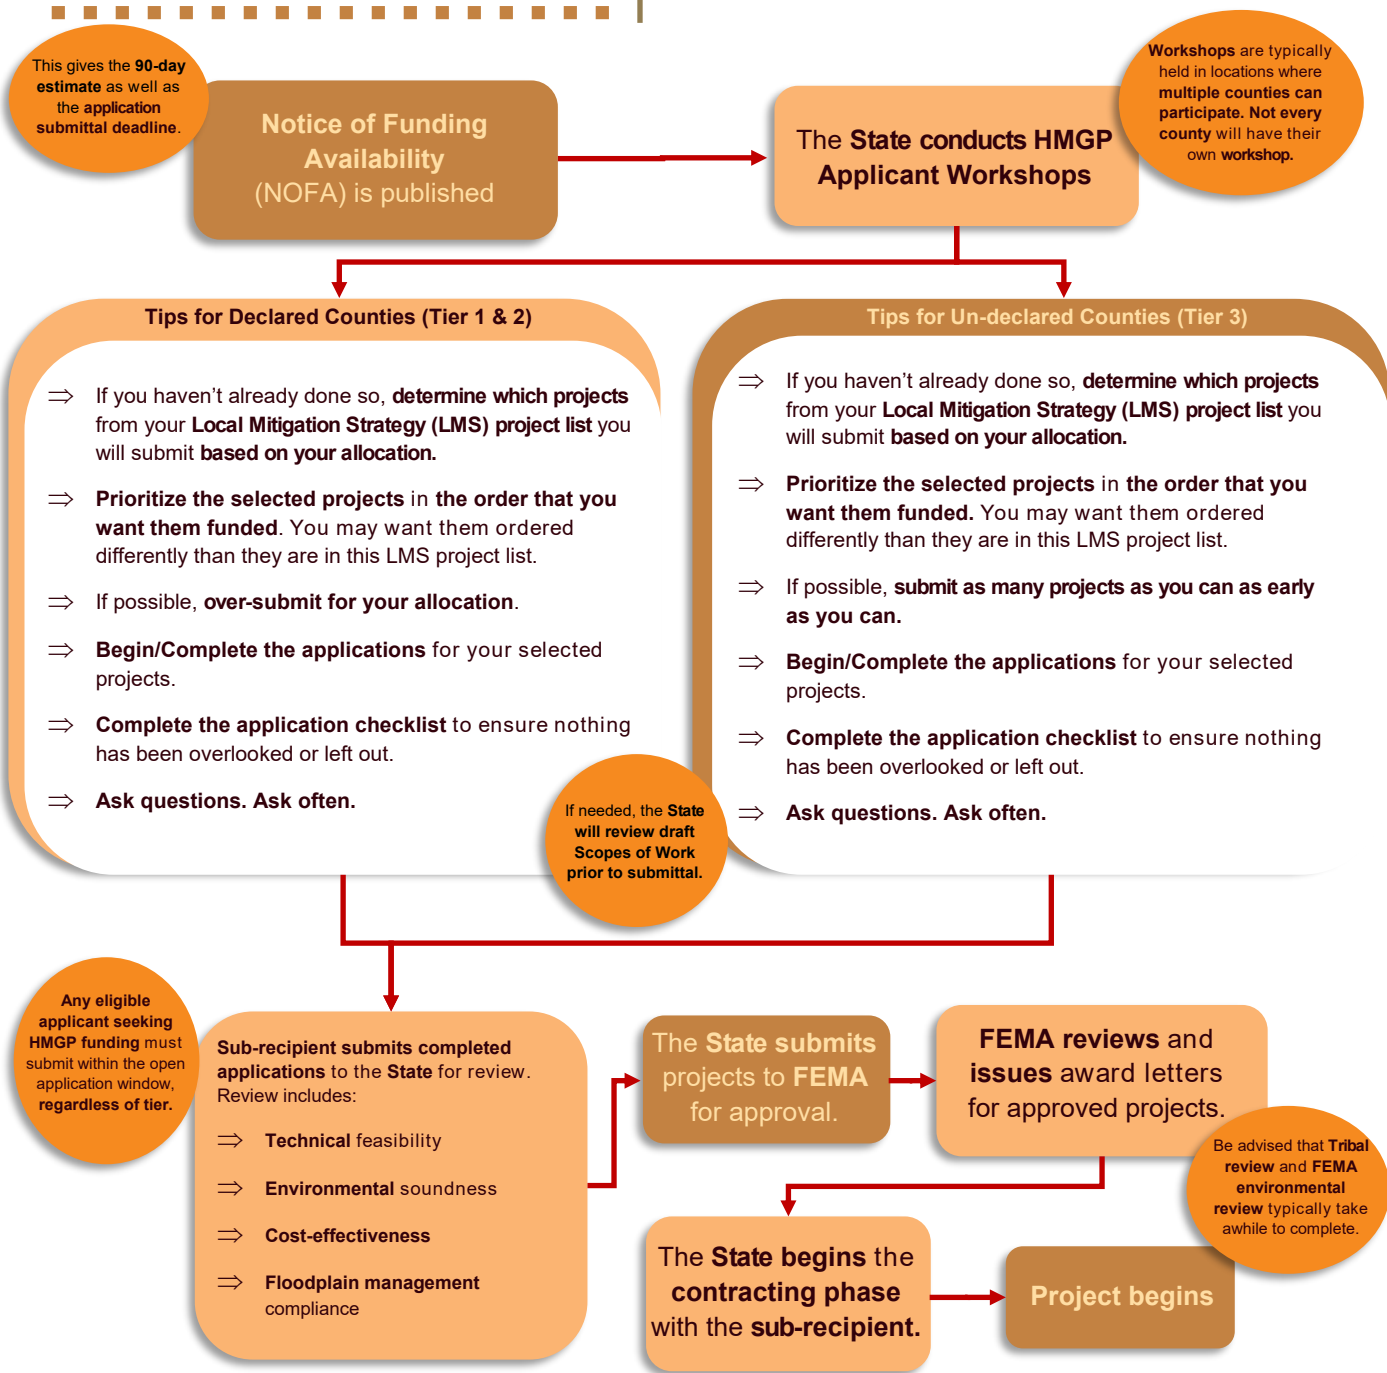 This gives the 90-day
estimate as well as
the application
submittal deadline.
Notice of Funding
Availability
(NOFA) is published
The State conducts HMGP
Applicant Workshops
Workshops are typically
held in locations where
multiple counties can
participate. Not every
county will have their
own workshop.
Tips for Declared Counties (Tier 1 & 2)
⇒ If you haven’t already done so, determine which projects
from your Local Mitigation Strategy (LMS) project list you
will submit based on your allocation.
⇒ Prioritize the selected projects in the order that you
want them funded. You may want them ordered
differently than they are in this LMS project list.
⇒ If possible, over-submit for your allocation.
⇒ Begin/Complete the applications for your selected
projects.
⇒ Complete the application checklist to ensure nothing
has been overlooked or left out.
⇒ Ask questions. Ask often.
Tips for Un-declared Counties (Tier 3)
⇒ If you haven’t already done so, determine which projects
from your Local Mitigation Strategy (LMS) project list you
will submit based on your allocation.
⇒ Prioritize the selected projects in the order that you
want them funded. You may want them ordered
differently than they are in this LMS project list.
⇒ If possible, submit as many projects as you can as early
as you can.
⇒ Begin/Complete the applications for your selected
projects.
⇒ Complete the application checklist to ensure nothing
has been overlooked or left out.
⇒ Ask questions. Ask often.
If needed, the State
will review draft
Scopes of Work
prior to submittal.
Any eligible
applicant seeking
HMGP funding must
submit within the open
application window,
regardless of tier.
Sub-recipient submits completed
applications to the State for review.
Review includes:
⇒ Technical feasibility
⇒ Environmental soundness
⇒ Cost-effectiveness
⇒ Floodplain management
compliance
The State submits
projects to FEMA
for approval.
FEMA reviews and
issues award letters
for approved projects.
Be advised that Tribal
review and FEMA
environmental
review typically take
awhile to complete.
The State begins the
contracting phase
with the sub-recipient.
Project begins